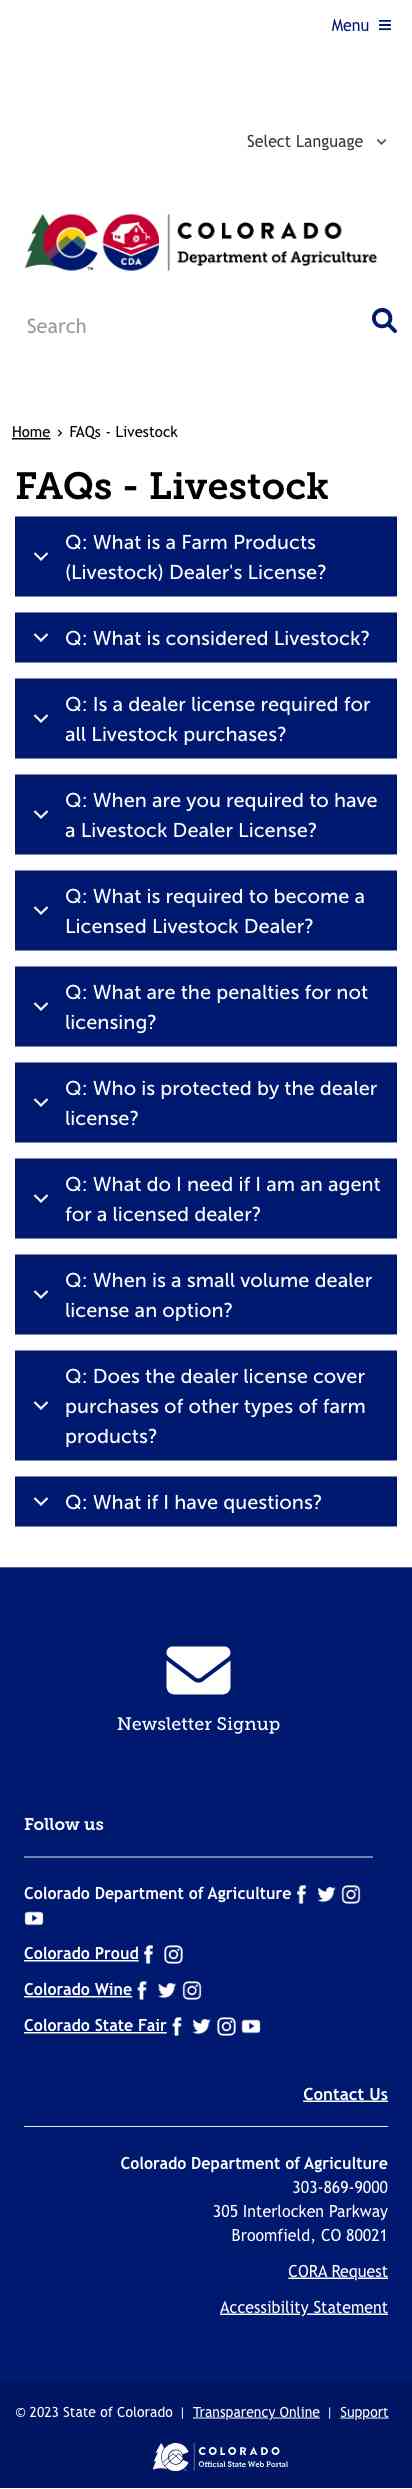 Menu
Select Language
CDA
TM
COLORADO
Department of Agriculture
Search
Home › FAQs - Livestock
FAQs - Livestock
Q: What is a Farm Products
(Livestock) Dealer's License?
Q: What is considered Livestock?
Q: Is a dealer license required for
all Livestock purchases?
Q: When are you required to have
a Livestock Dealer License?
Q: What is required to become a
Licensed Livestock Dealer?
Q: What are the penalties for not
licensing?
Q: Who is protected by the dealer
license?
Q: What do I need if I am an agent
for a licensed dealer?
Q: When is a small volume dealer
license an option?
Q: Does the dealer license cover
purchases of other types of farm
products?
Q: What if I have questions?
Newsletter Signup
Follow us
Colorado Department of Agriculture
Colorado Proud
Colorado Wine
Colorado State Fair
Contact Us
Colorado Department of Agriculture
303-869-9000
305 Interlocken Parkway
Broomfield, CO 80021
CORA Request
Accessibility Statement
© 2023 State of Colorado | Transparency Online | Support
COLORADO
Official State Web Portal